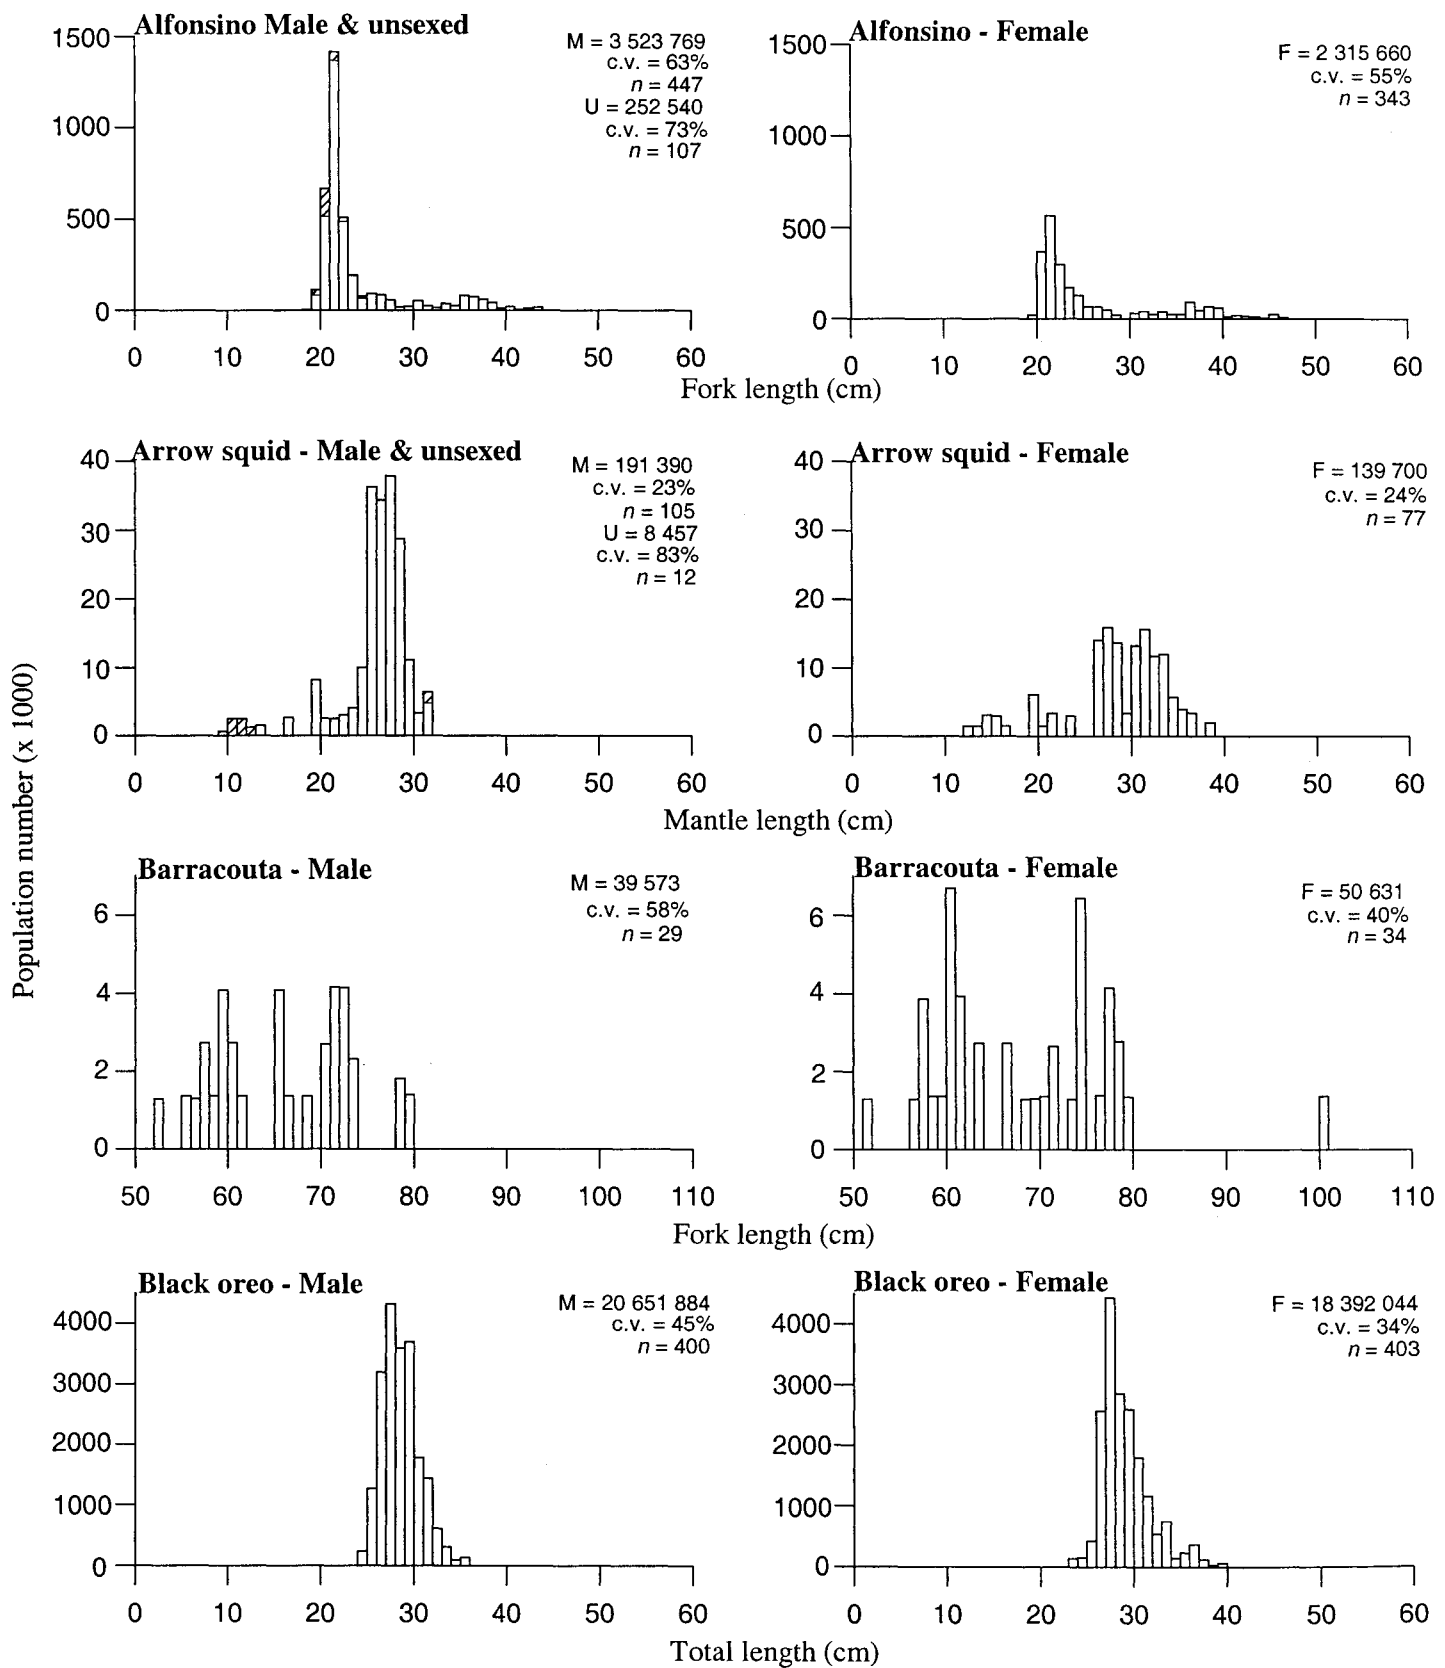 Alfonsino Male & unsexed
M = 3 523 769
c.v. = 63%
n = 447
U = 252 540
c.v. = 73%
n = 107
1500
1000
500
0
0 10 20 30 40 50 60
Alfonsino - Female
F = 2 315 660
c.v. = 55%
n = 343
1500
1000
500
0
0 10 20 30 40 50 60
Fork length (cm)
Arrow squid - Male & unsexed
M = 191 390
c.v. = 23%
n = 105
U = 8 457
c.v. = 83%
n = 12
40
30
20
10
0
0 10 20 30 40 50 60
Arrow squid - Female
F = 139 700
c.v. = 24%
n = 77
40
30
20
10
0
0 10 20 30 40 50 60
Mantle length (cm)
Population number (x 1000)
Barracouta - Male
M = 39 573
c.v. = 58%
n = 29
6
4
2
0
50 60 70 80 90 100 110
Barracouta - Female
F = 50 631
c.v. = 40%
n = 34
6
4
2
0
50 60 70 80 90 100 110
Fork length (cm)
Black oreo - Male
M = 20 651 884
c.v. = 45%
n = 400
4000
3000
2000
1000
0
0 10 20 30 40 50 60
Black oreo - Female
F = 18 392 044
c.v. = 34%
n = 403
4000
3000
2000
1000
0
0 10 20 30 40 50 60
Total length (cm)